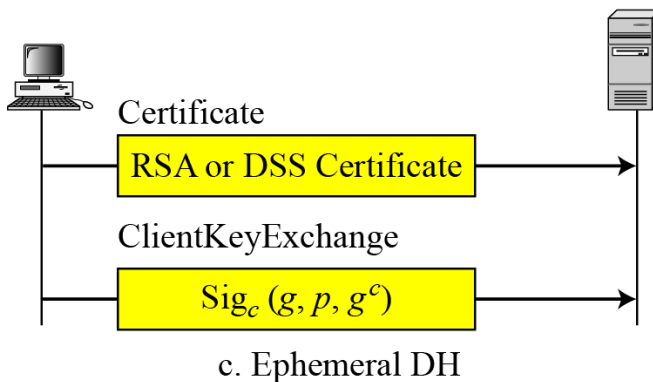 Certificate
RSA or DSS Certificate
ClientKeyExchange
Sig_c (g, p, g^c)
c. Ephemeral DH